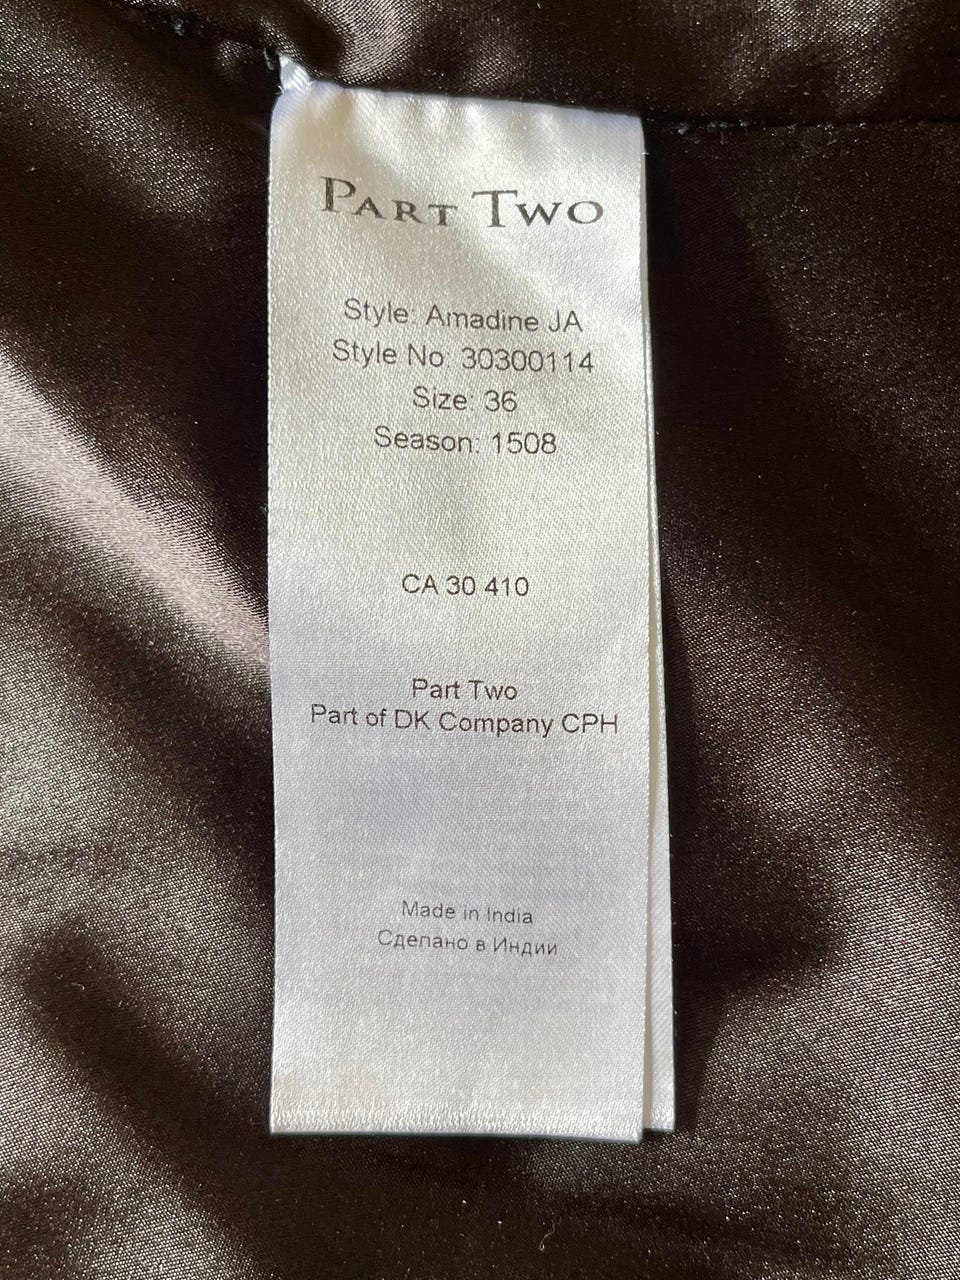 PART TWO
Style: Amadine JA
Style No: 30300114
Size: 36
Season: 1508
CA 30 410
Part Two
Part of DK Company CPH
Made in India
Сделано в Индии